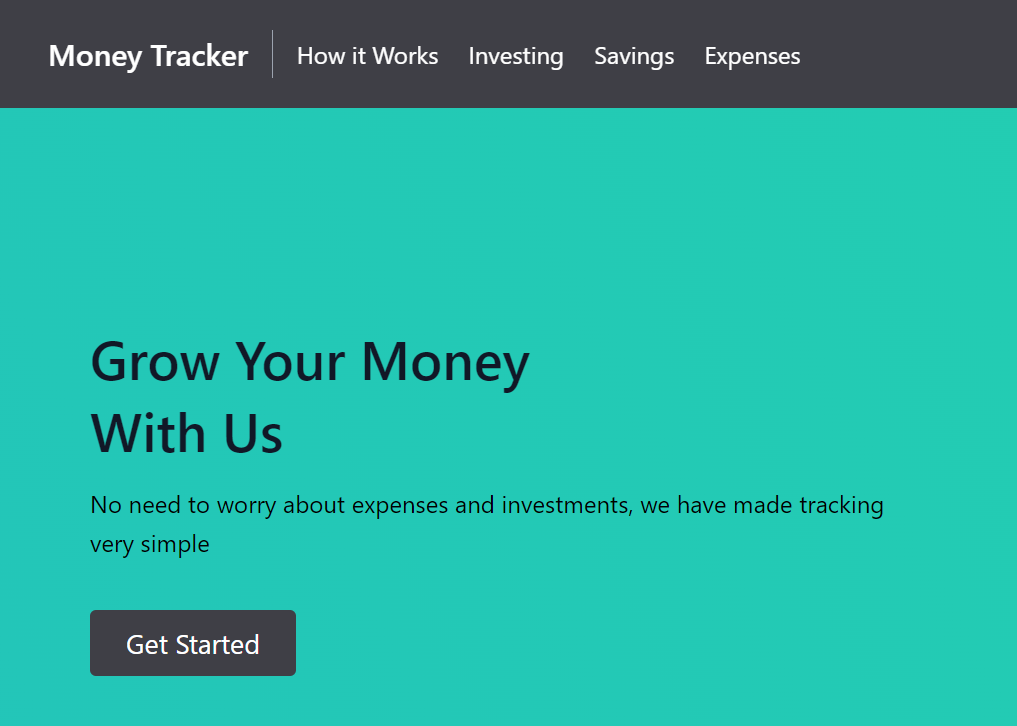 Money Tracker How it Works Investing Savings Expenses
Grow Your Money
With Us
No need to worry about expenses and investments, we have made tracking
very simple
Get Started